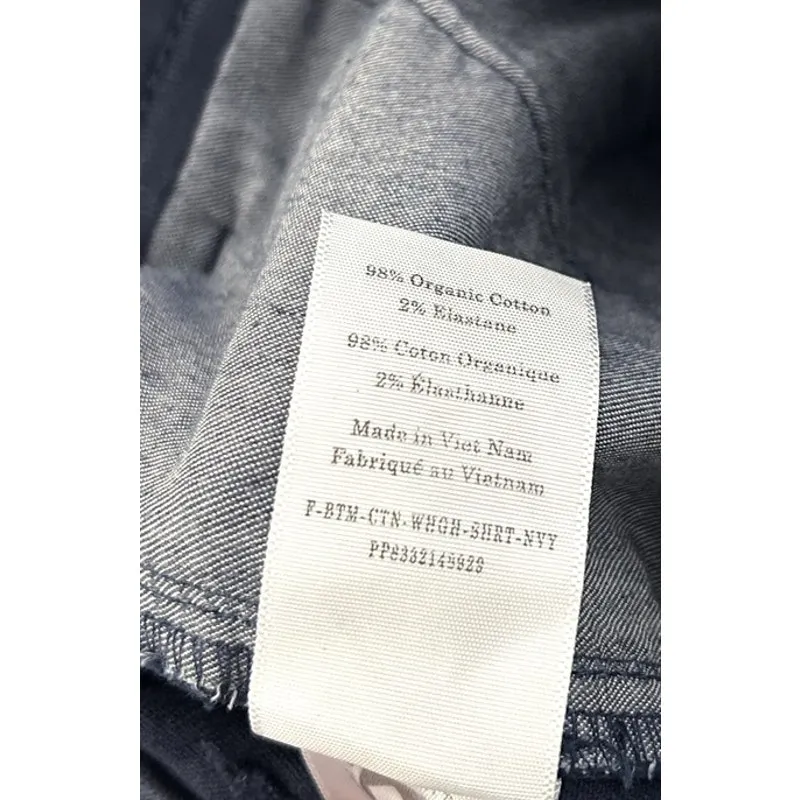 98% Organic Cotton
2% Elastane
98% Coton Organique
2% Élasthanne
Made in Viet Nam
Fabriqué au Vietnam
F-BTM-CTN-WHGH-SHRT-NVY
PP8332145929